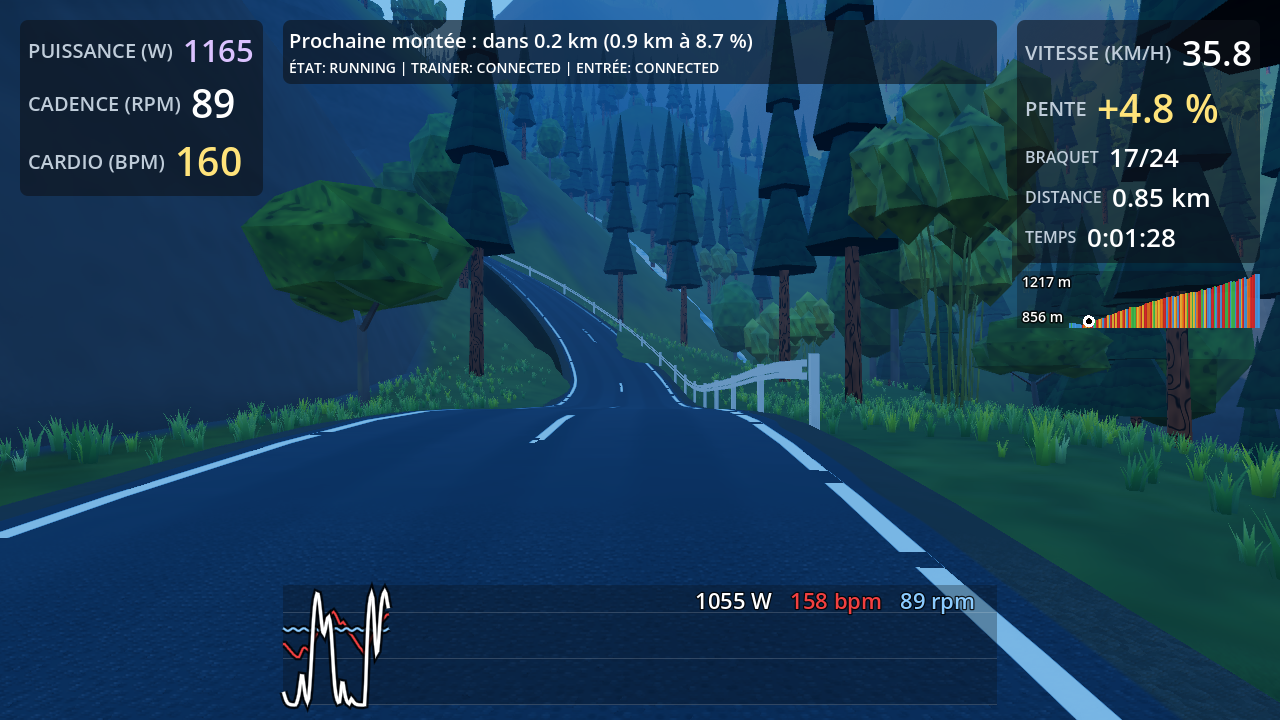 PUISSANCE (W) 1165
CADENCE (RPM) 89
CARDIO (BPM) 160
Prochaine montée : dans 0.2 km (0.9 km à 8.7 %)
ÉTAT: RUNNING | TRAINER: CONNECTED | ENTRÉE: CONNECTED
VITESSE (KM/H) 35.8
PENTE +4.8 %
BRAQUET 17/24
DISTANCE 0.85 km
TEMPS 0:01:28
1217 m
856 m
1055 W 158 bpm 89 rpm